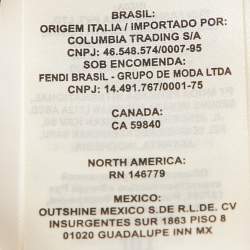 BRASIL:
ORIGEM ITALIA / IMPORTADO POR:
COLUMBIA TRADING S/A
CNPJ: 46.548.574/0007-95
SOB ENCOMENDA:
FENDI BRASIL - GRUPO DE MODA LTDA
CNPJ: 14.491.767/0001-75
CANADA:
CA 59840
NORTH AMERICA:
RN 146779
MEXICO:
OUTSHINE MEXICO S.DE R.L.DE. CV
INSURGENTES SUR 1863 PISO 8
01020 GUADALUPE INN MX